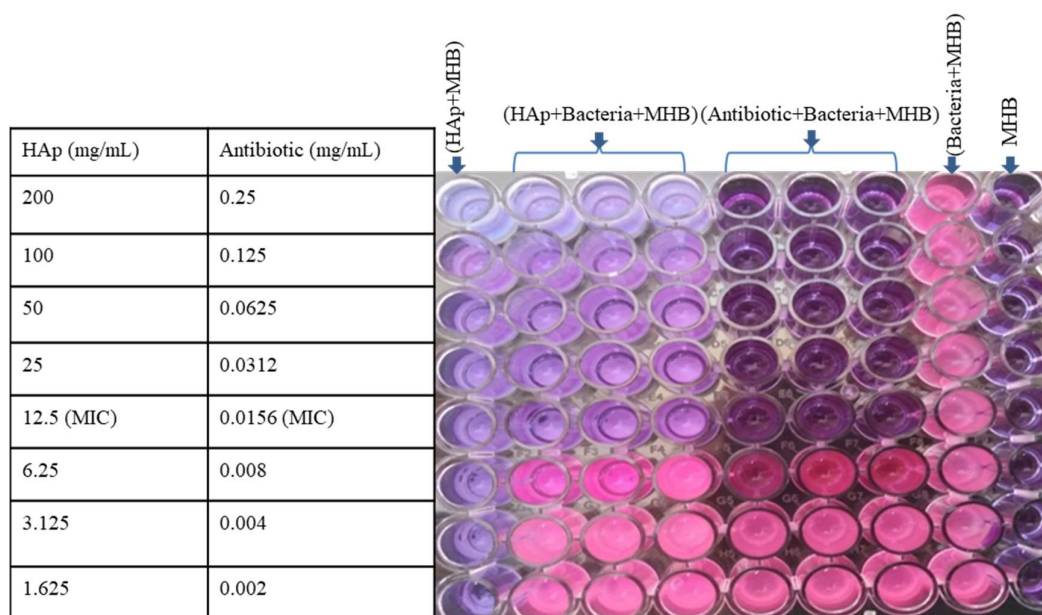 (HAp+MHB)
(HAp+Bacteria+MHB)
(Antibiotic+Bacteria+MHB)
(Bacteria+MHB)
MHB
HAp (mg/mL) Antibiotic (mg/mL)
200 0.25
100 0.125
50 0.0625
25 0.0312
12.5 (MIC) 0.0156 (MIC)
6.25 0.008
3.125 0.004
1.625 0.002